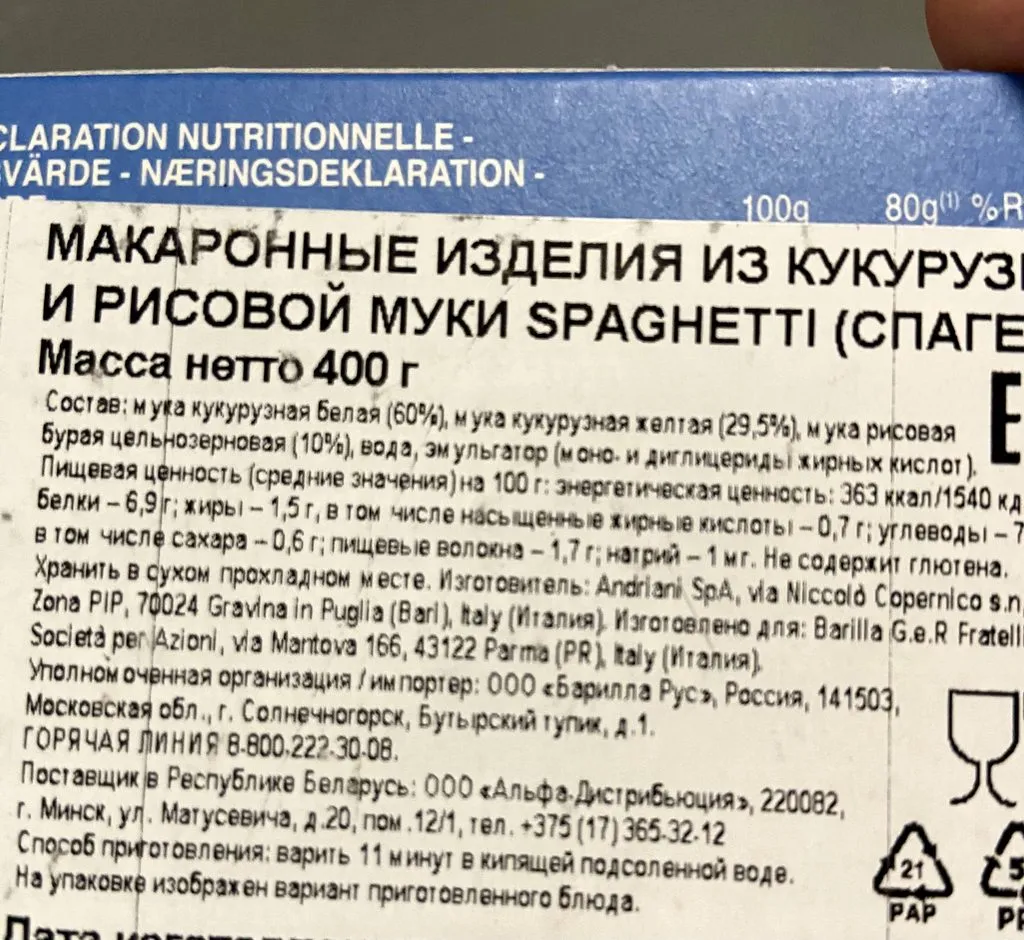 CLARATION NUTRITIONNELLE -
SVÄRDE - NÆRINGSDEKLARATION -
100g 80g(1) %R
МАКАРОННЫЕ ИЗДЕЛИЯ ИЗ КУКУРУЗ
И РИСОВОЙ МУКИ SPAGHETTI (СПАГЕ
Масса нетто 400 г
Состав: мука кукурузная белая (60%), мука кукурузная желтая (29,5%), мука рисовая
бурая цельнозерновая (10%), вода, эмульгатор (моно- и диглицериды жирных кислот).
Пищевая ценность (средние значения) на 100 г: энергетическая ценность: 363 ккал/1540 кд
белки – 6,9 г; жиры – 1,5 г, в том числе насыщенные жирные кислоты – 0,7 г; углеводы – 7
в том числе сахара – 0,6 г; пищевые волокна – 1,7 г; натрий – 1 мг. Не содержит глютена.
Хранить в сухом прохладном месте. Изготовитель: Andriani SpA, via Niccolò Copernico s.n
Zona PIP, 70024 Gravina in Puglia (Bari), Italy (Италия). Изготовлено для: Barilla G.e.R Fratelli
Società per Azioni, via Mantova 166, 43122 Parma (PR), Italy (Италия).
Уполномоченная организация / импортер: ООО «Барилла Рус», Россия, 141503,
Московская обл., г. Солнечногорск, Бутырский тупик, д.1.
ГОРЯЧАЯ ЛИНИЯ 8-800-222-30-08.
Поставщик в Республике Беларусь: ООО «Альфа-Дистрибьюция», 220082,
г. Минск, ул. Матусевича, д.20, пом.12/1, тел. +375 (17) 365-32-12
Способ приготовления: варить 11 минут в кипящей подсоленной воде.
На упаковке изображен вариант приготовленного блюда.
21
PAP
5
Дата